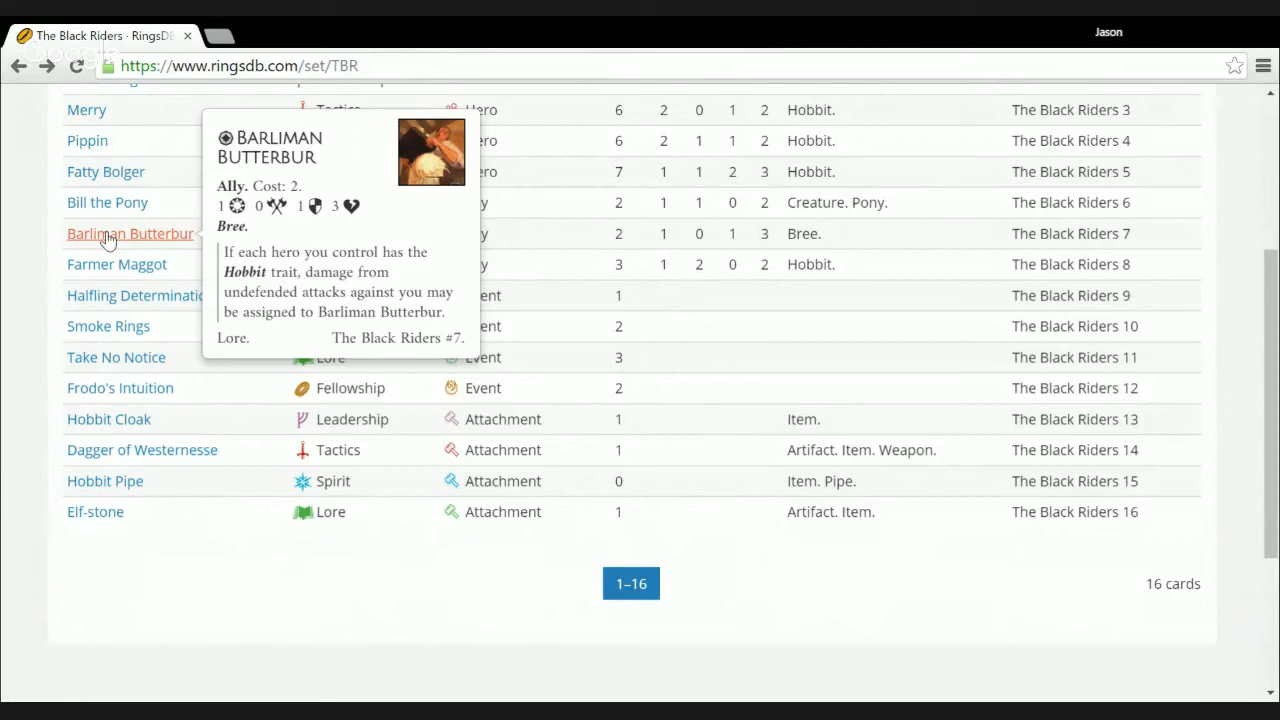 The Black Riders · RingsDB
Jason
Google
https://www.ringsdb.com/set/TBR
Merry Tactics Hero 6 2 0 1 2 Hobbit. The Black Riders 3
Pippin 6 2 1 1 2 Hobbit. The Black Riders 4
Fatty Bolger 7 1 1 2 3 Hobbit. The Black Riders 5
Bill the Pony 2 1 1 0 2 Creature. Pony. The Black Riders 6
Barliman Butterbur 2 1 0 1 3 Bree. The Black Riders 7
Farmer Maggot 3 1 2 0 2 Hobbit. The Black Riders 8
Halfling Determinatio 1 The Black Riders 9
Smoke Rings 2 The Black Riders 10
Take No Notice Lore Event 3 The Black Riders 11
Frodo's Intuition Fellowship Event 2 The Black Riders 12
Hobbit Cloak Leadership Attachment 1 Item. The Black Riders 13
Dagger of Westernesse Tactics Attachment 1 Artifact. Item. Weapon. The Black Riders 14
Hobbit Pipe Spirit Attachment 0 Item. Pipe. The Black Riders 15
Elf-stone Lore Attachment 1 Artifact. Item. The Black Riders 16
BARLIMAN
BUTTERBUR
Ally. Cost: 2.
1 0 1 3
Bree.
If each hero you control has the
Hobbit trait, damage from
undefended attacks against you may
be assigned to Barliman Butterbur.
Lore. The Black Riders #7.
1–16
16 cards